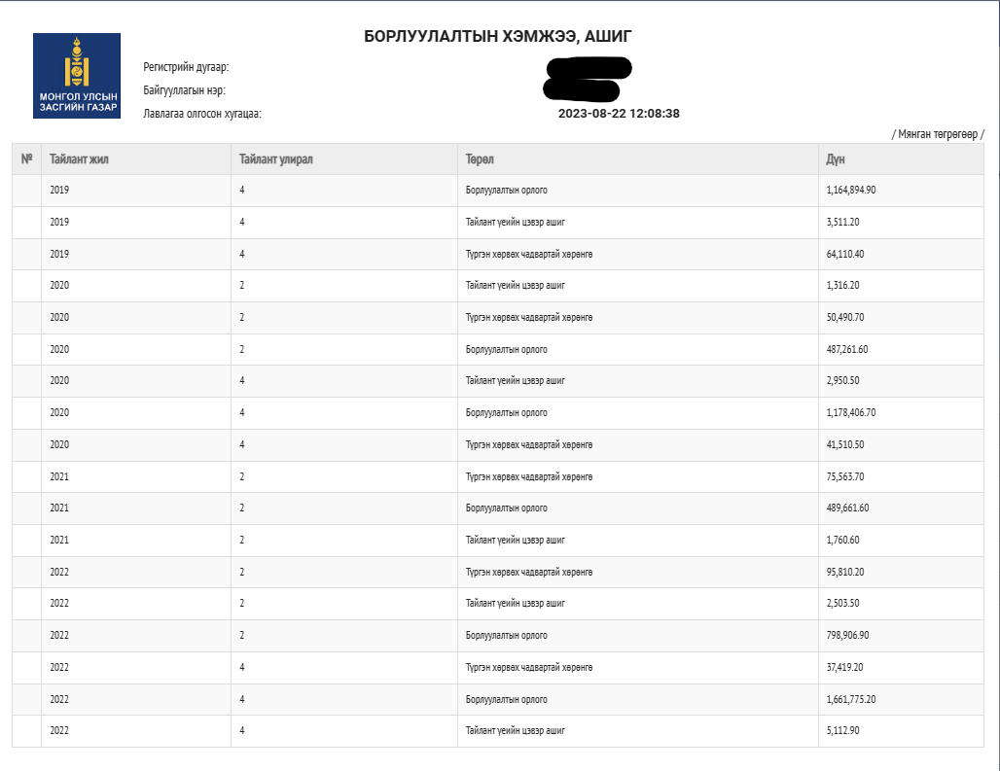 БОРЛУУЛАЛТЫН ХЭМЖЭЭ, АШИГ
МОНГОЛ УЛСЫН
ЗАСГИЙН ГАЗАР
Регистрийн дугаар:
Байгууллагын нэр:
Лавлагаа олгосон хугацаа: 2023-08-22 12:08:38
/ Мянган төгрөгөөр /
№ Тайлант жил Тайлант улирал Төрөл Дүн
2019 4 Борлуулалтын орлого 1,164,894.90
2019 4 Тайлант үеийн цэвэр ашиг 3,511.20
2019 4 Түргэн хөрвөх чадвартай хөрөнгө 64,110.40
2020 2 Тайлант үеийн цэвэр ашиг 1,316.20
2020 2 Түргэн хөрвөх чадвартай хөрөнгө 50,490.70
2020 2 Борлуулалтын орлого 487,261.60
2020 4 Тайлант үеийн цэвэр ашиг 2,950.50
2020 4 Борлуулалтын орлого 1,178,406.70
2020 4 Түргэн хөрвөх чадвартай хөрөнгө 41,510.50
2021 2 Түргэн хөрвөх чадвартай хөрөнгө 75,563.70
2021 2 Борлуулалтын орлого 489,661.60
2021 2 Тайлант үеийн цэвэр ашиг 1,760.60
2022 2 Түргэн хөрвөх чадвартай хөрөнгө 95,810.20
2022 2 Тайлант үеийн цэвэр ашиг 2,503.50
2022 2 Борлуулалтын орлого 798,906.90
2022 4 Түргэн хөрвөх чадвартай хөрөнгө 37,419.20
2022 4 Борлуулалтын орлого 1,661,775.20
2022 4 Тайлант үеийн цэвэр ашиг 5,112.90